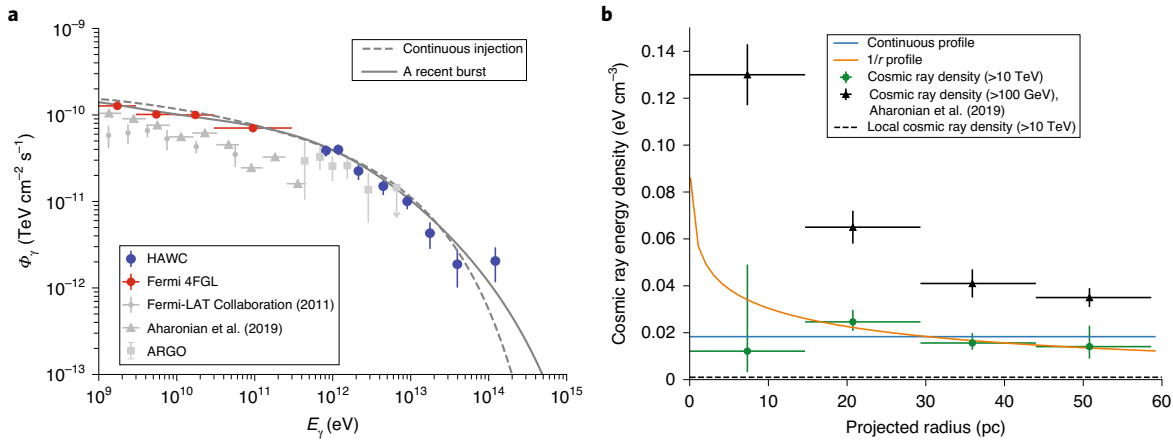 a
10⁻⁹
10⁻¹⁰
10⁻¹¹
10⁻¹²
10⁻¹³
Φγ (TeV cm⁻² s⁻¹)
Continuous injection
A recent burst
HAWC
Fermi 4FGL
Fermi-LAT Collaboration (2011)
Aharonian et al. (2019)
ARGO
10⁹ 10¹⁰ 10¹¹ 10¹² 10¹³ 10¹⁴ 10¹⁵
Eγ (eV)
b
0.14
0.12
0.10
0.08
0.06
0.04
0.02
0
Cosmic ray energy density (eV cm⁻³)
Continuous profile
1/r profile
Cosmic ray density (>10 TeV)
Cosmic ray density (>100 GeV),
Aharonian et al. (2019)
Local cosmic ray density (>10 TeV)
0 10 20 30 40 50 60
Projected radius (pc)